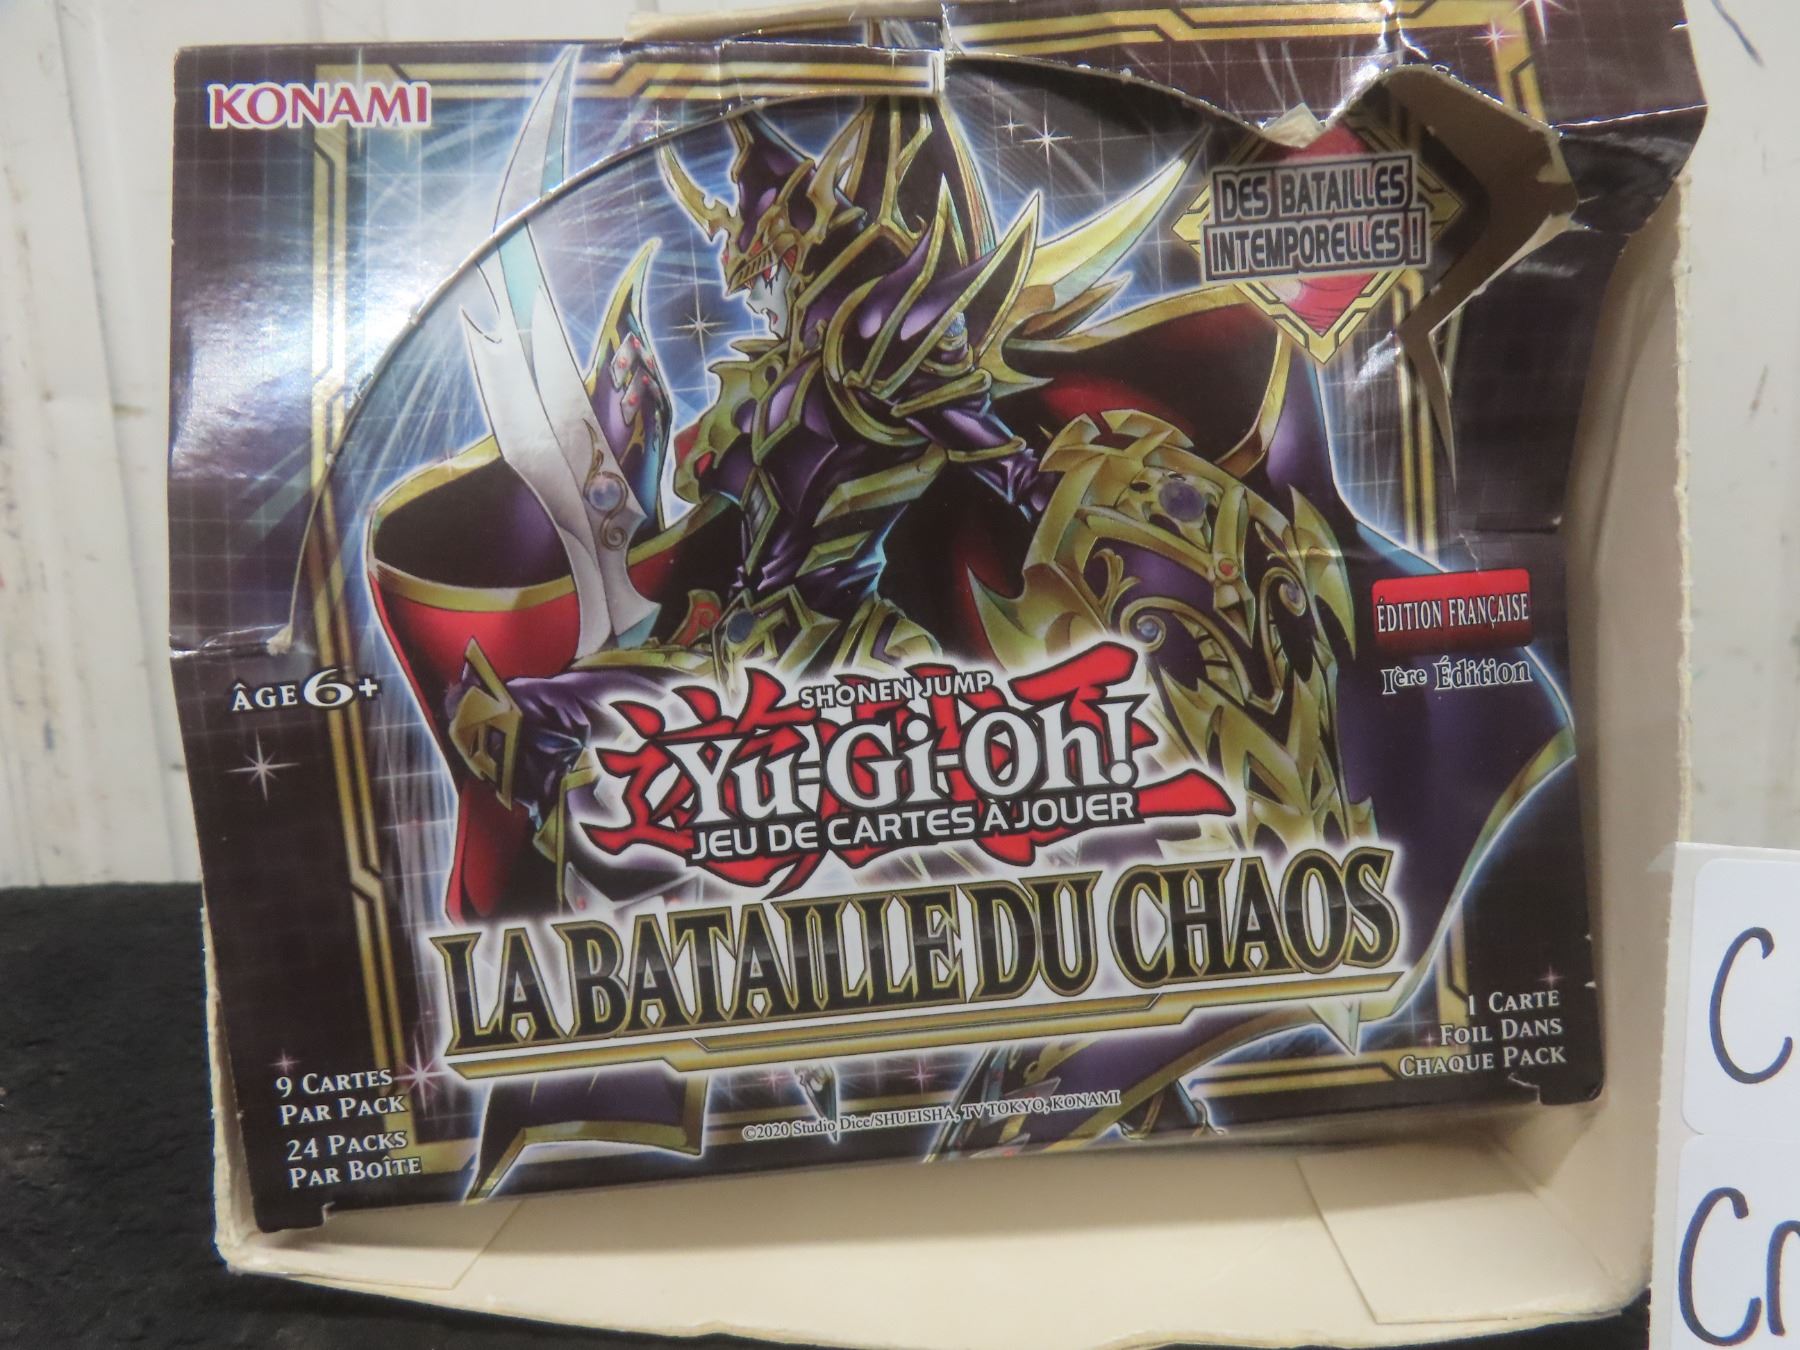 KONAMI
DES BATAILLES
INTEMPORELLES !
ÉDITION FRANÇAISE
1ère Édition
ÂGE 6+
SHONEN JUMP
Yu-Gi-Oh!
JEU DE CARTES À JOUER
LA BATAILLE DU CHAOS
9 CARTES
PAR PACK
24 PACKS
PAR BOÎTE
1 CARTE
FOIL DANS
CHAQUE PACK
©2020 Studio Dice/SHUEISHA, TV TOKYO, KONAMI